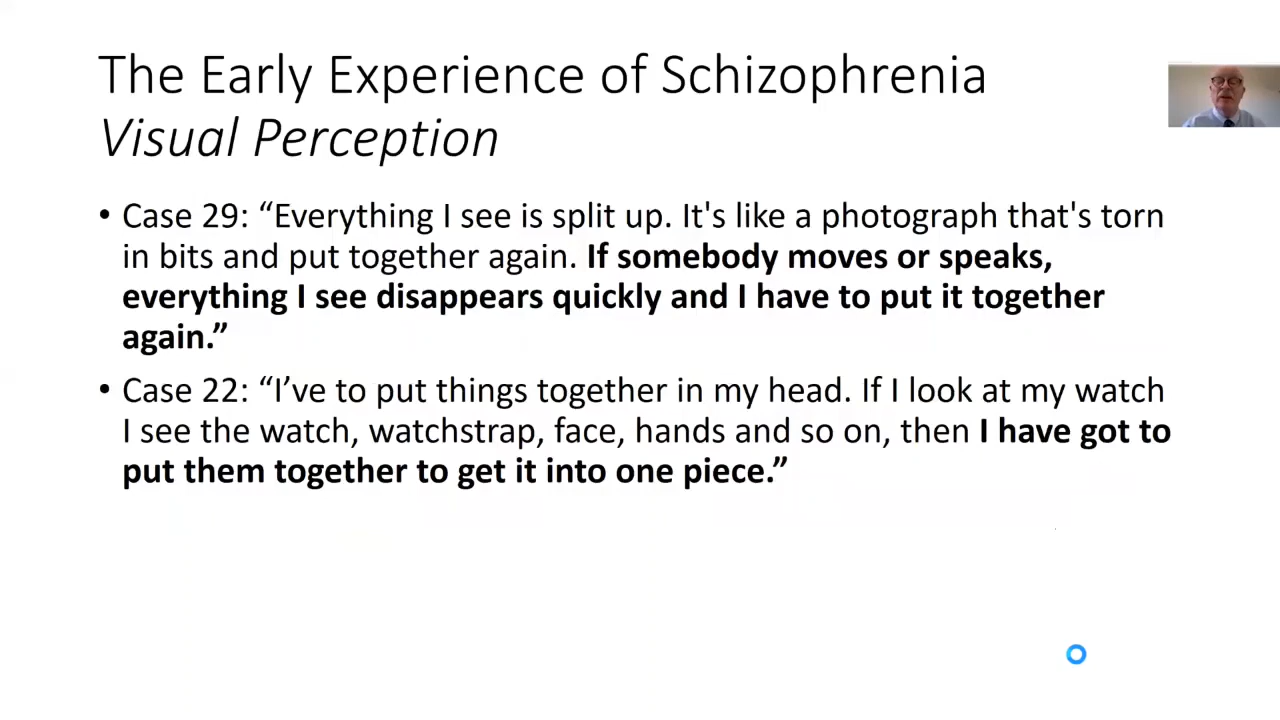 The Early Experience of Schizophrenia
Visual Perception
• Case 29: “Everything I see is split up. It's like a photograph that's torn
in bits and put together again. If somebody moves or speaks,
everything I see disappears quickly and I have to put it together
again.”
• Case 22: “I’ve to put things together in my head. If I look at my watch
I see the watch, watchstrap, face, hands and so on, then I have got to
put them together to get it into one piece.”